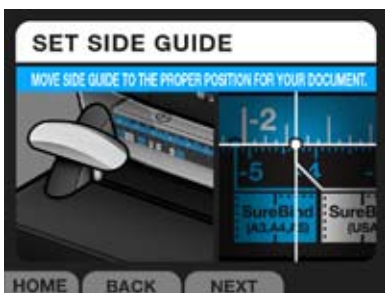 SET SIDE GUIDE
MOVE SIDE GUIDE TO THE PROPER POSITION FOR YOUR DOCUMENT.
-2
-5 4
SureBind SureB
(A3,A4,A5) (USA
HOME BACK NEXT